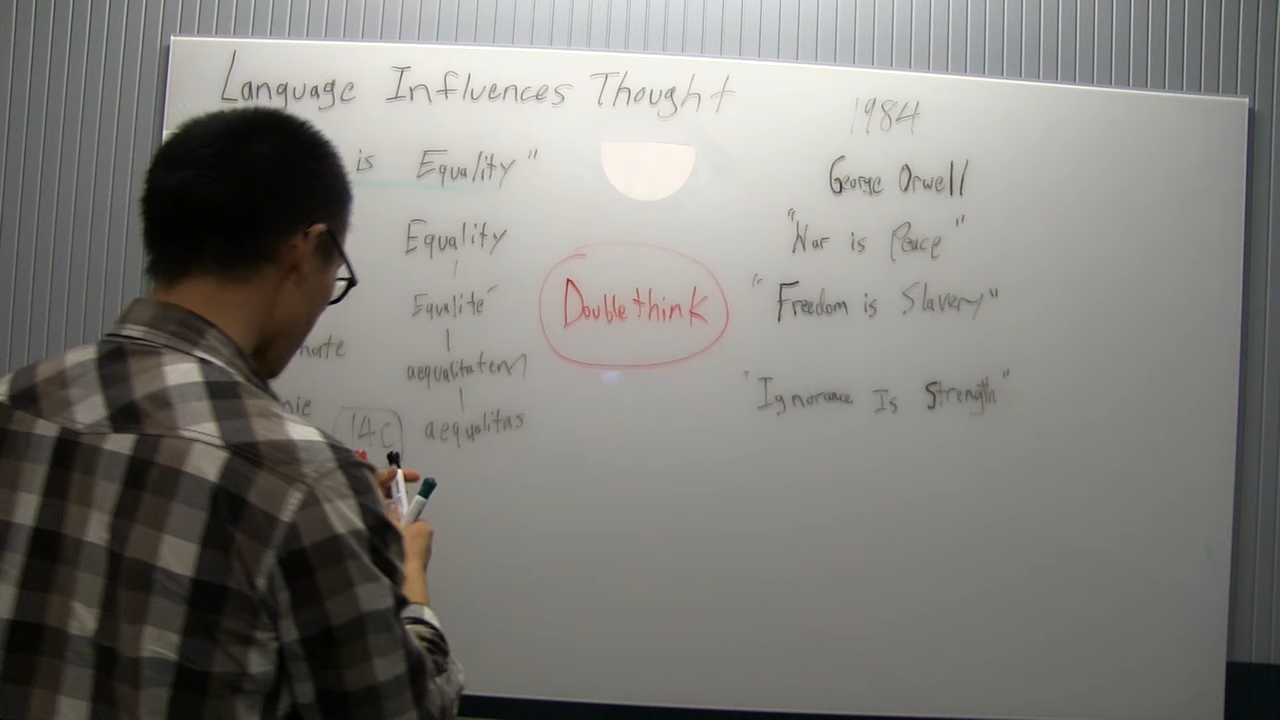 Language Influences Thought
is Equality"
Equality
Equalité
aequalitatem
14c aequalitas
Doublethink
1984
George Orwell
"War is Peace"
"Freedom is Slavery"
"Ignorance Is Strength"